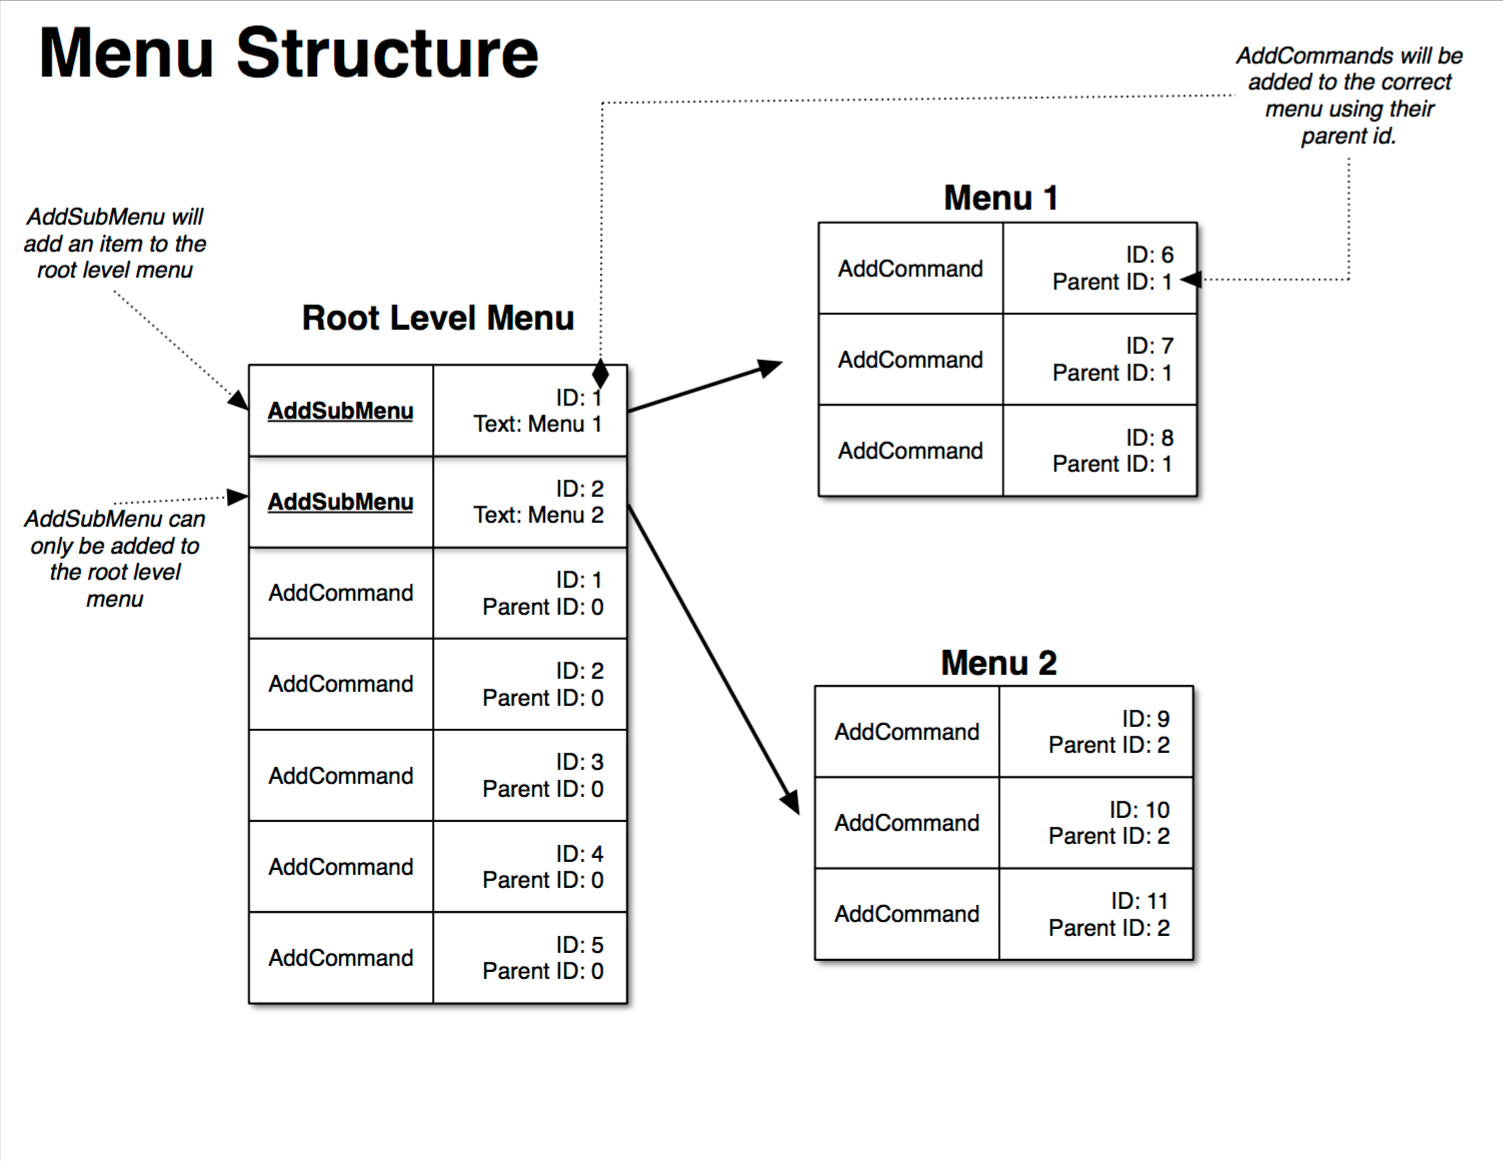 Menu Structure
AddCommands will be
added to the correct
menu using their
parent id.
AddSubMenu will
add an item to the
root level menu
AddSubMenu can
only be added to
the root level
menu
Root Level Menu
AddSubMenu
ID: 1
Text: Menu 1
AddSubMenu
ID: 2
Text: Menu 2
AddCommand
ID: 1
Parent ID: 0
AddCommand
ID: 2
Parent ID: 0
AddCommand
ID: 3
Parent ID: 0
AddCommand
ID: 4
Parent ID: 0
AddCommand
ID: 5
Parent ID: 0
Menu 1
AddCommand
ID: 6
Parent ID: 1
AddCommand
ID: 7
Parent ID: 1
AddCommand
ID: 8
Parent ID: 1
Menu 2
AddCommand
ID: 9
Parent ID: 2
AddCommand
ID: 10
Parent ID: 2
AddCommand
ID: 11
Parent ID: 2